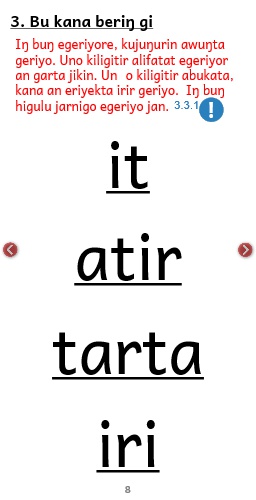 3. Bu kana beriŋ gi
Iŋ buŋ egeriyore, kujuŋurin awuŋta
geriyo. Uno kiligitir alifatat egeriyor
an garta jikin. Un o kiligitir abukata,
kana an eriyekta irir geriyo. Iŋ buŋ
higulu jarnigo egeriyo jan. 3.3.1 !
it
atir
tarta
iri
8